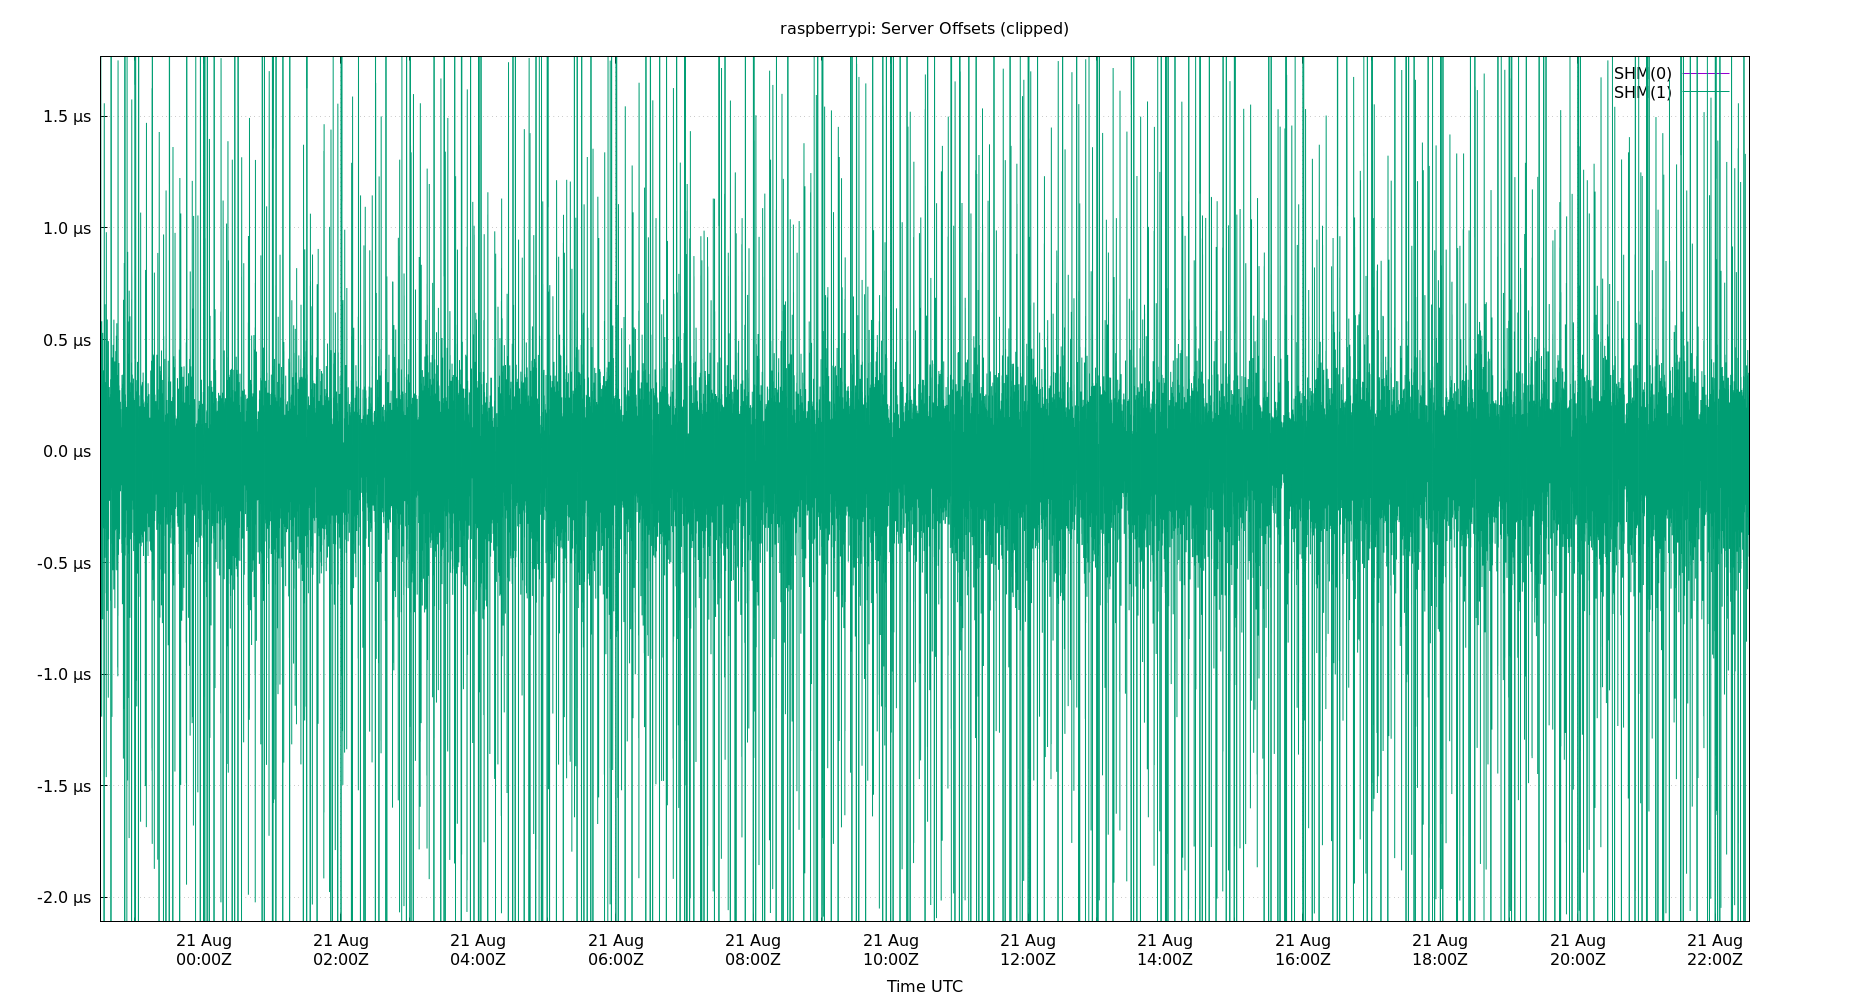 raspberrypi: Server Offsets (clipped)
SHM(0)
SHM(1)
1.5 µs
1.0 µs
0.5 µs
0.0 µs
-0.5 µs
-1.0 µs
-1.5 µs
-2.0 µs
21 Aug 21 Aug 21 Aug 21 Aug 21 Aug 21 Aug 21 Aug 21 Aug 21 Aug 21 Aug 21 Aug 21 Aug
00:00Z 02:00Z 04:00Z 06:00Z 08:00Z 10:00Z 12:00Z 14:00Z 16:00Z 18:00Z 20:00Z 22:00Z
Time UTC